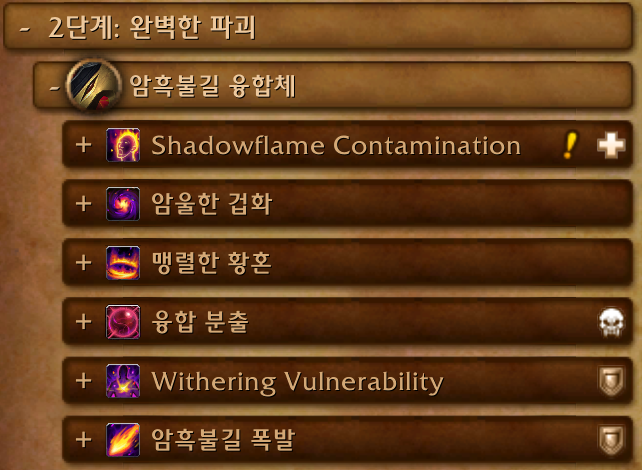 - 2단계: 완벽한 파괴
- 암흑불길 융합체
+ Shadowflame Contamination
+ 암울한 겁화
+ 맹렬한 황혼
+ 융합 분출
+ Withering Vulnerability
+ 암흑불길 폭발